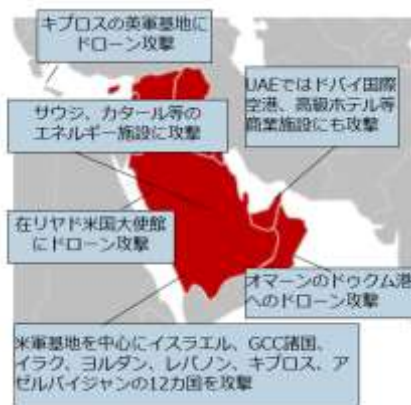 キプロスの英軍基地に
ドローン攻撃
UAEではドバイ国際
空港、高級ホテル等
商業施設にも攻撃
サウジ、カタール等の
エネルギー施設に攻撃
在リヤド米国大使館
にドローン攻撃
オマーンのドゥクム港
へのドローン攻撃
米軍基地を中心にイスラエル、GCC諸国、
イラク、ヨルダン、レバノン、キプロス、ア
ゼルバイジャンの12カ国を攻撃